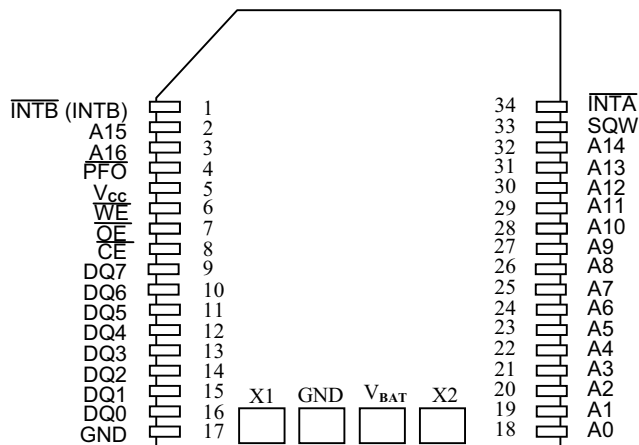 INTB (INTB) 1 34 INTA
A15 2 33 SQW
A16 3 32 A14
PFO 4 31 A13
VCC 5 30 A12
WE 6 29 A11
OE 7 28 A10
CE 8 27 A9
DQ7 9 26 A8
DQ6 10 25 A7
DQ5 11 24 A6
DQ4 12 23 A5
DQ3 13 22 A4
DQ2 14 21 A3
DQ1 15 20 A2
DQ0 16 19 A1
GND 17 18 A0
X1 GND VBAT X2